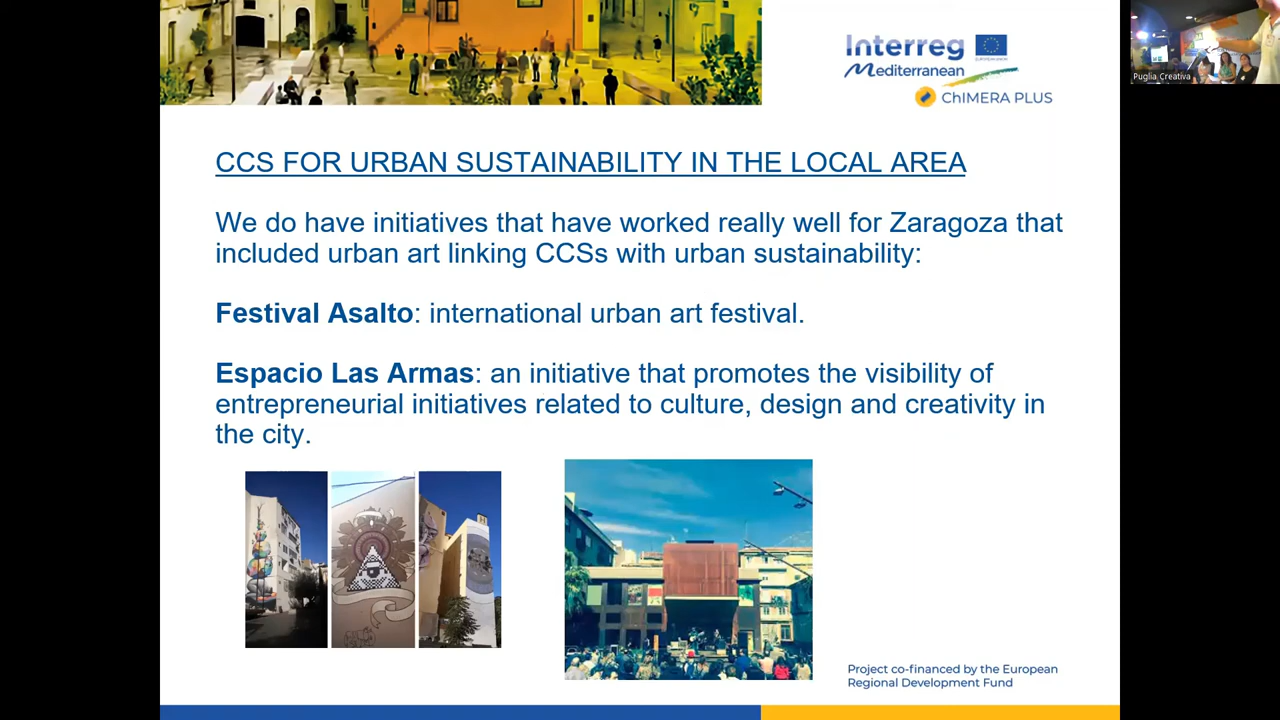 Interreg
EUROPEAN UNION
Mediterranean
ChIMERA PLUS
Puglia Creativa
CCS FOR URBAN SUSTAINABILITY IN THE LOCAL AREA
We do have initiatives that have worked really well for Zaragoza that
included urban art linking CCSs with urban sustainability:
Festival Asalto: international urban art festival.
Espacio Las Armas: an initiative that promotes the visibility of
entrepreneurial initiatives related to culture, design and creativity in
the city.
Project co-financed by the European
Regional Development Fund